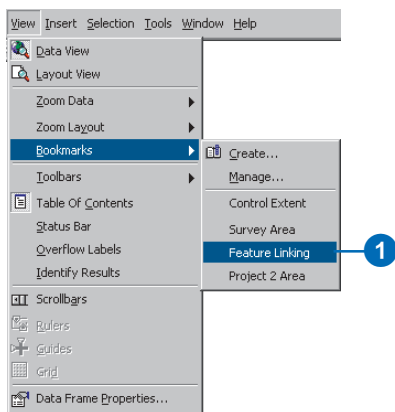 View Insert Selection Tools Window Help
Data View
Layout View
Zoom Data
Zoom Layout
Bookmarks
Create...
Toolbars
Manage...
Table Of Contents
Control Extent
Status Bar
Survey Area
Overflow Labels
Feature Linking
1
Identify Results
Project 2 Area
Scrollbars
Rulers
Guides
Grid
Data Frame Properties...